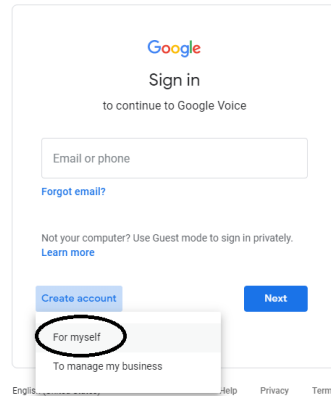 Google
Sign in
to continue to Google Voice
Email or phone
Forgot email?
Not your computer? Use Guest mode to sign in privately.
Learn more
Create account
Next
For myself
To manage my business
Help Privacy